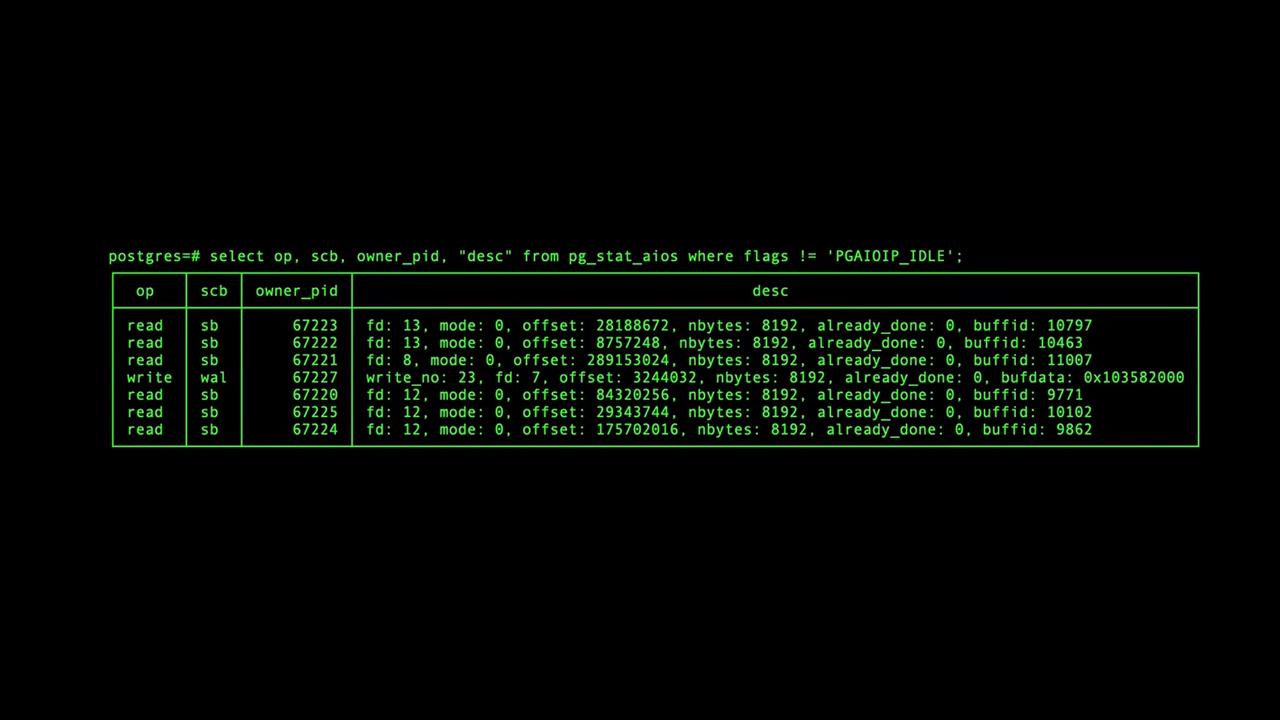 postgres=# select op, scb, owner_pid, "desc" from pg_stat_aios where flags != 'PGAIOIP_IDLE';
op scb owner_pid desc
read sb 67223 fd: 13, mode: 0, offset: 28188672, nbytes: 8192, already_done: 0, buffid: 10797
read sb 67222 fd: 13, mode: 0, offset: 8757248, nbytes: 8192, already_done: 0, buffid: 10463
read sb 67221 fd: 8, mode: 0, offset: 289153024, nbytes: 8192, already_done: 0, buffid: 11007
write wal 67227 write_no: 23, fd: 7, offset: 3244032, nbytes: 8192, already_done: 0, bufdata: 0x103582000
read sb 67220 fd: 12, mode: 0, offset: 84320256, nbytes: 8192, already_done: 0, buffid: 9771
read sb 67225 fd: 12, mode: 0, offset: 29343744, nbytes: 8192, already_done: 0, buffid: 10102
read sb 67224 fd: 12, mode: 0, offset: 175702016, nbytes: 8192, already_done: 0, buffid: 9862